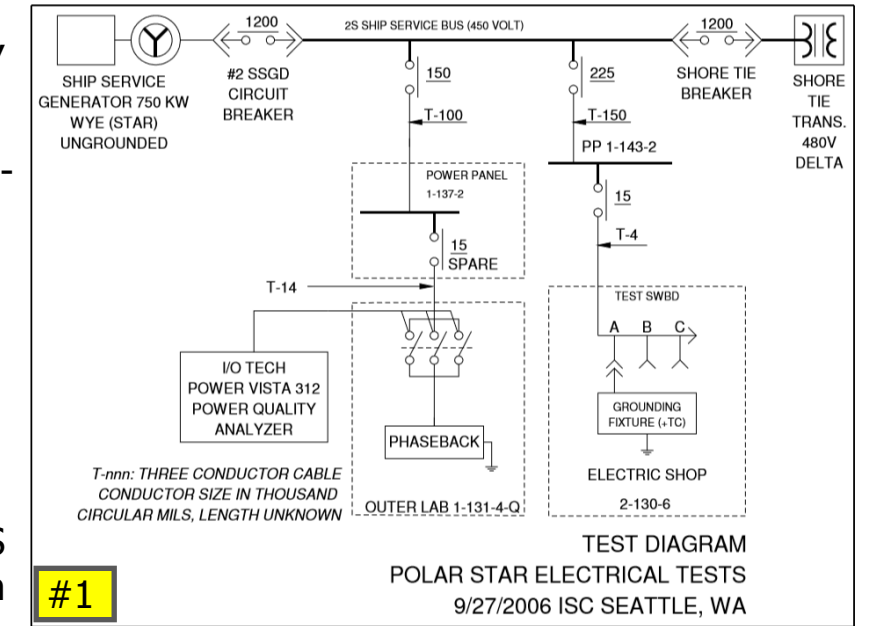 1200
2S SHIP SERVICE BUS (450 VOLT)
1200
SHIP SERVICE
GENERATOR 750 KW
WYE (STAR)
UNGROUNDED
#2 SSGD
CIRCUIT
BREAKER
150
T-100
225
T-150
PP 1-143-2
SHORE TIE
BREAKER
SHORE
TIE
TRANS.
480V
DELTA
POWER PANEL
1-137-2
15
SPARE
15
T-4
T-14
TEST SWBD
A B C
I/O TECH
POWER VISTA 312
POWER QUALITY
ANALYZER
PHASEBACK
GROUNDING
FIXTURE (+TC)
ELECTRIC SHOP
2-130-6
T-nnn: THREE CONDUCTOR CABLE
CONDUCTOR SIZE IN THOUSAND
CIRCULAR MILS, LENGTH UNKNOWN
OUTER LAB 1-131-4-Q
TEST DIAGRAM
POLAR STAR ELECTRICAL TESTS
9/27/2006 ISC SEATTLE, WA
#1